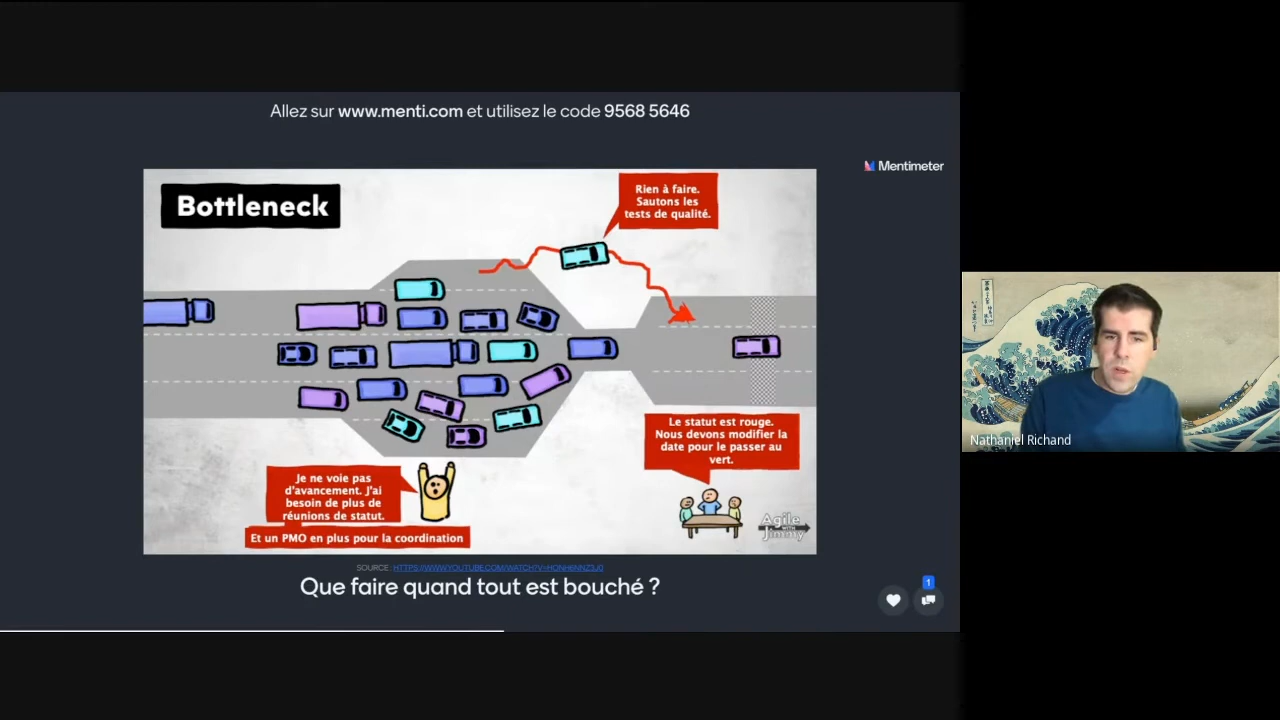 Allez sur www.menti.com et utilisez le code 9568 5646
Mentimeter
Bottleneck
Rien à faire.
Sautons les
tests de qualité.
Le statut est rouge.
Nous devons modifier la
date pour le passer au
vert.
Je ne voie pas
d'avancement. J'ai
besoin de plus de
réunions de statut.
Et un PMO en plus pour la coordination
Agile
WITH
Jimmy
SOURCE :
Que faire quand tout est bouché ?
1
Nathaniel Richand